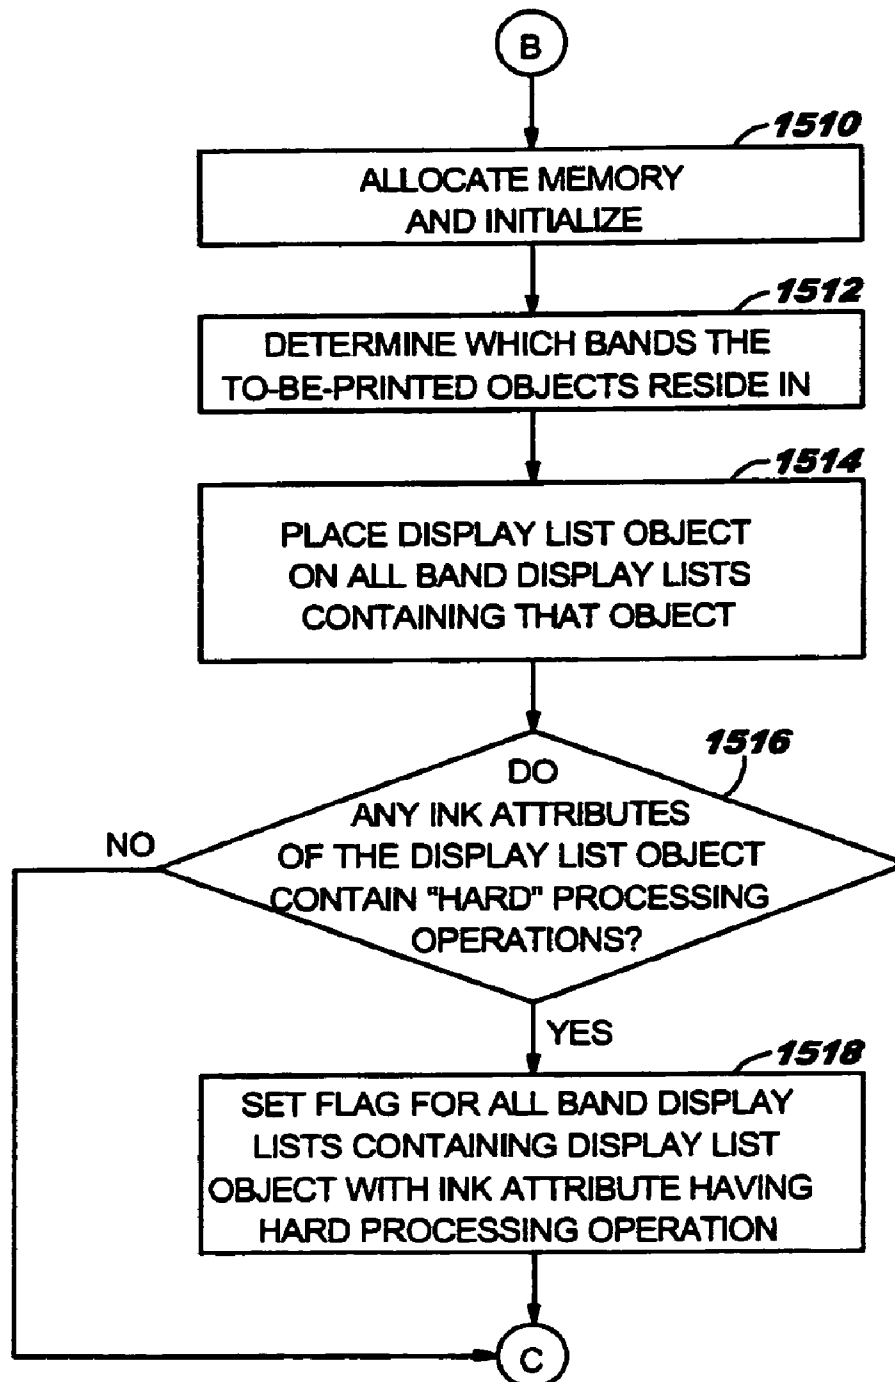 B
1510
ALLOCATE MEMORY
AND INITIALIZE
1512
DETERMINE WHICH BANDS THE
TO-BE-PRINTED OBJECTS RESIDE IN
1514
PLACE DISPLAY LIST OBJECT
ON ALL BAND DISPLAY LISTS
CONTAINING THAT OBJECT
1516
DO
ANY INK ATTRIBUTES
OF THE DISPLAY LIST OBJECT
CONTAIN "HARD" PROCESSING
OPERATIONS?
NO
YES
1518
SET FLAG FOR ALL BAND DISPLAY
LISTS CONTAINING DISPLAY LIST
OBJECT WITH INK ATTRIBUTE HAVING
HARD PROCESSING OPERATION
C